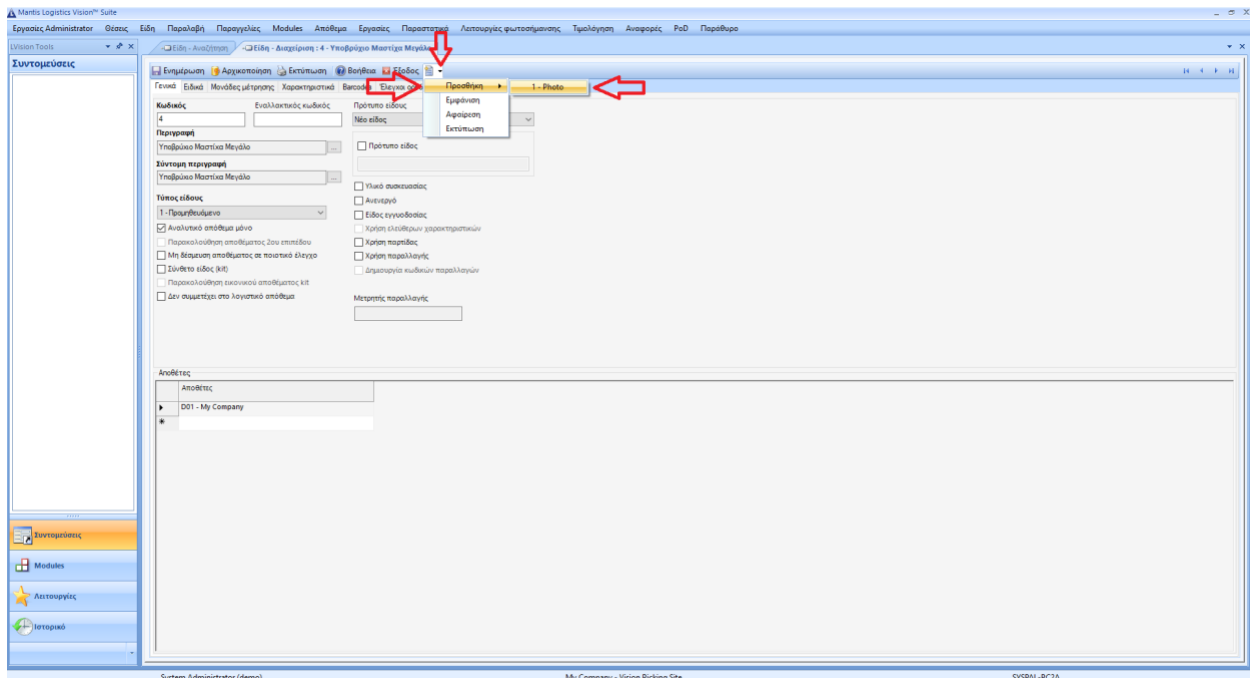 Mantis Logistics Vision™ Suite
Εργασίες Administrator Θέσεις Είδη Παραλαβή Παραγγελίες Modules Απόθεμα Εργασίες Παραστατικά Λειτουργίες φωτοσήμανσης Τιμολόγηση Αναφορές PoD Παράθυρο
LVision Tools
Είδη - Αναζήτηση
Είδη - Διαχείριση : 4 - Υποβρύχιο Μαστίχα Μεγάλο
Συντομεύσεις
Ενημέρωση Αρχικοποίηση Εκτύπωση Βοήθεια Έξοδος
Γενικά Ειδικά Μονάδες μέτρησης Χαρακτηριστικά Barcodes Έλεγχοι
Προσθήκη
1 - Photo
Εμφάνιση
Αφαίρεση
Εκτύπωση
Κωδικός Εναλλακτικός κωδικός Πρότυπο είδους
4 Νέο είδος
Περιγραφή
Υποβρύχιο Μαστίχα Μεγάλο ...
Πρότυπο είδος
Σύντομη περιγραφή
Υποβρύχιο Μαστίχα Μεγάλο ...
Υλικό συσκευασίας
Τύπος είδους
Ανενεργό
1 - Προμηθευόμενο
Είδος εγγυοδοσίας
Αναλυτικό απόθεμα μόνο
Χρήση ελεύθερων χαρακτηριστικών
Παρακολούθηση αποθέματος 2ου επιπέδου
Χρήση παρτίδας
Μη δέσμευση αποθέματος σε ποιοτικό έλεγχο
Χρήση παραλλαγής
Σύνθετο είδος (kit)
Δημιουργία κωδικών παραλλαγών
Παρακολούθηση εικονικού αποθέματος kit
Δεν συμμετέχει στο λογιστικό απόθεμα
Μετρητής παραλλαγής
Αποθέτες
Αποθέτες
D01 - My Company
Συντομεύσεις
Modules
Λειτουργίες
Ιστορικό
System Administrator (demo) My Company - Vision Picking Site SYSPAL-PC2A